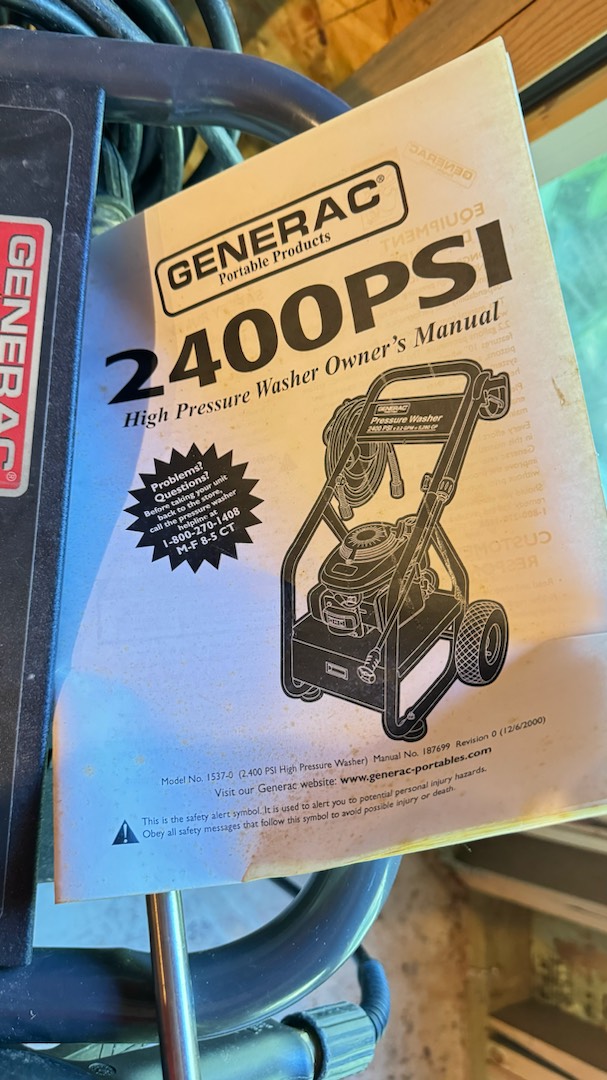 GENERAC®
GENERAC®
Portable Products
2400PSI
High Pressure Washer Owner's Manual
Problems?
Questions?
Before taking your unit
back to the store,
call the pressure washer
helpline at
1-800-270-1408
M-F 8-5 CT
GENERAC
Pressure Washer
2400 PSI
Model No. 1537-0 (2,400 PSI High Pressure Washer) Manual No. 187699 Revision 0 (12/6/2000)
Visit our Generac website: www.generac-portables.com
This is the safety alert symbol. It is used to alert you to potential personal injury hazards.
Obey all safety messages that follow this symbol to avoid possible injury or death.